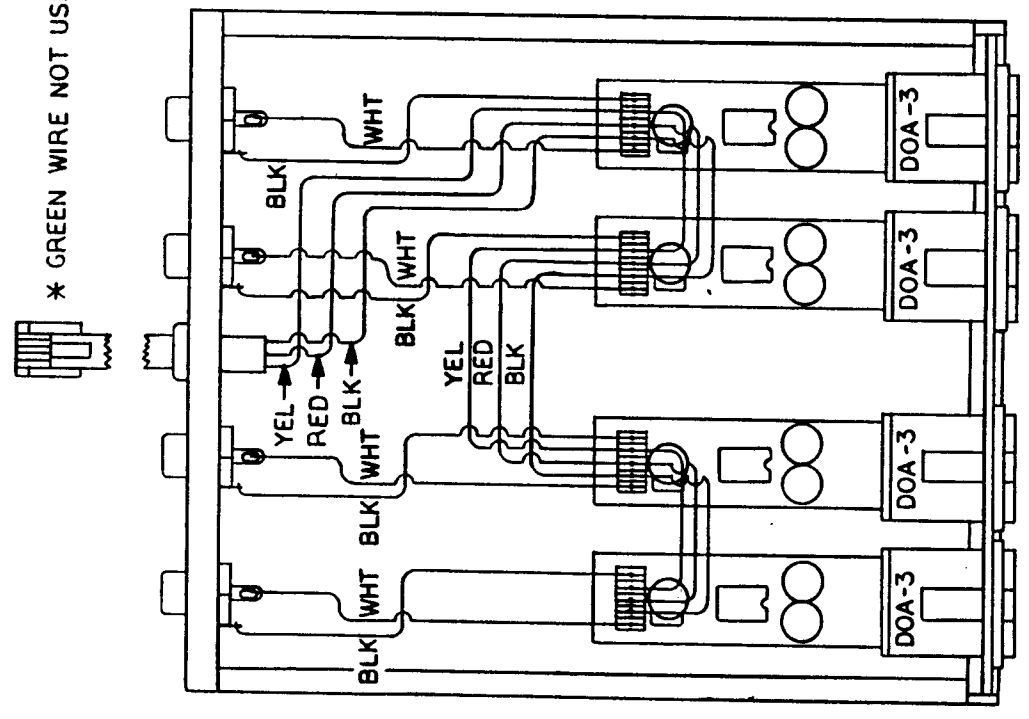 * GREEN WIRE NOT US
BLK
WHT
BLK
WHT
YEL
RED
BLK
YEL
RED
BLK
BLK
WHT
BLK
WHT
DOA-3
DOA-3
DOA-3
DOA-3